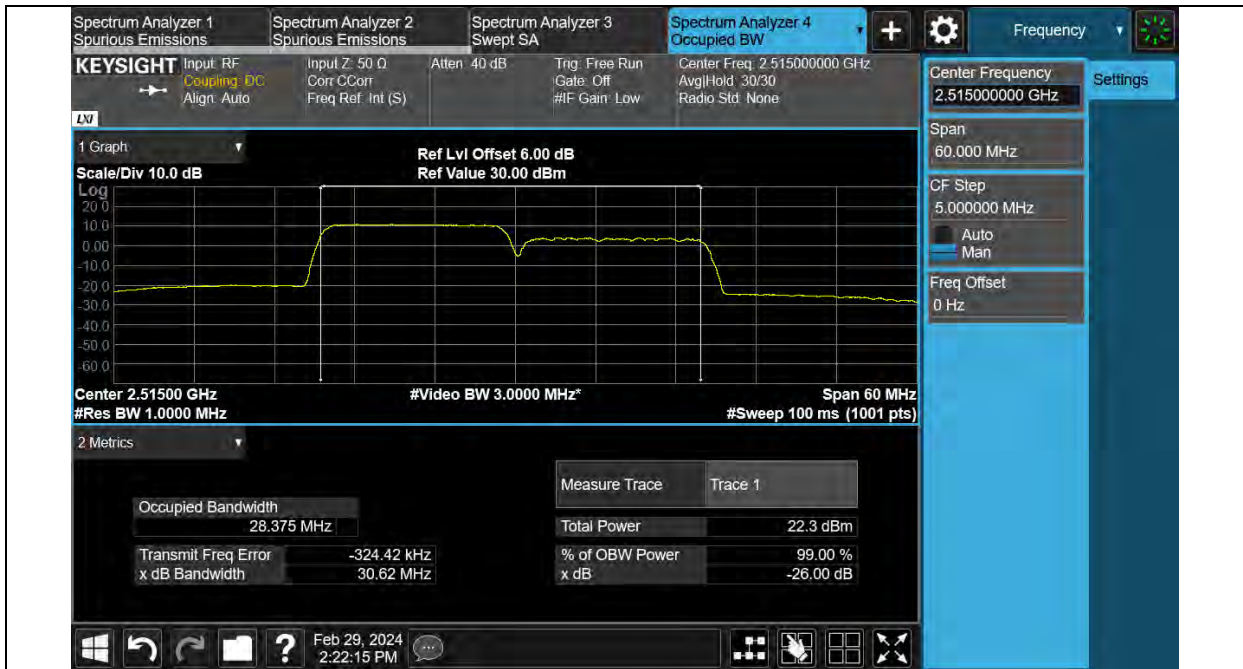 Spectrum Analyzer 1
Spurious Emissions
Spectrum Analyzer 2
Spurious Emissions
Spectrum Analyzer 3
Swept SA
Spectrum Analyzer 4
Occupied BW
Frequency
KEYSIGHT
LXI
Input: RF
Coupling: DC
Align: Auto
Input Z: 50 Ω
Corr CCorr
Freq Ref: Int (S)
Atten: 40 dB
Trig: Free Run
Gate: Off
#IF Gain: Low
Center Freq: 2.515000000 GHz
Avg|Hold: 30/30
Radio Std: None
Center Frequency
2.515000000 GHz
Settings
Span
60.000 MHz
CF Step
5.000000 MHz
Auto
Man
Freq Offset
0 Hz
1 Graph
Scale/Div 10.0 dB
Ref Lvl Offset 6.00 dB
Ref Value 30.00 dBm
Log
20.0
10.0
0.00
-10.0
-20.0
-30.0
-40.0
-50.0
-60.0
Center 2.51500 GHz
#Video BW 3.0000 MHz*
Span 60 MHz
#Res BW 1.0000 MHz
#Sweep 100 ms (1001 pts)
2 Metrics
Measure Trace
Trace 1
Occupied Bandwidth
28.375 MHz
Total Power
22.3 dBm
Transmit Freq Error
-324.42 kHz
% of OBW Power
99.00 %
x dB Bandwidth
30.62 MHz
x dB
-26.00 dB
Feb 29, 2024
2:22:15 PM